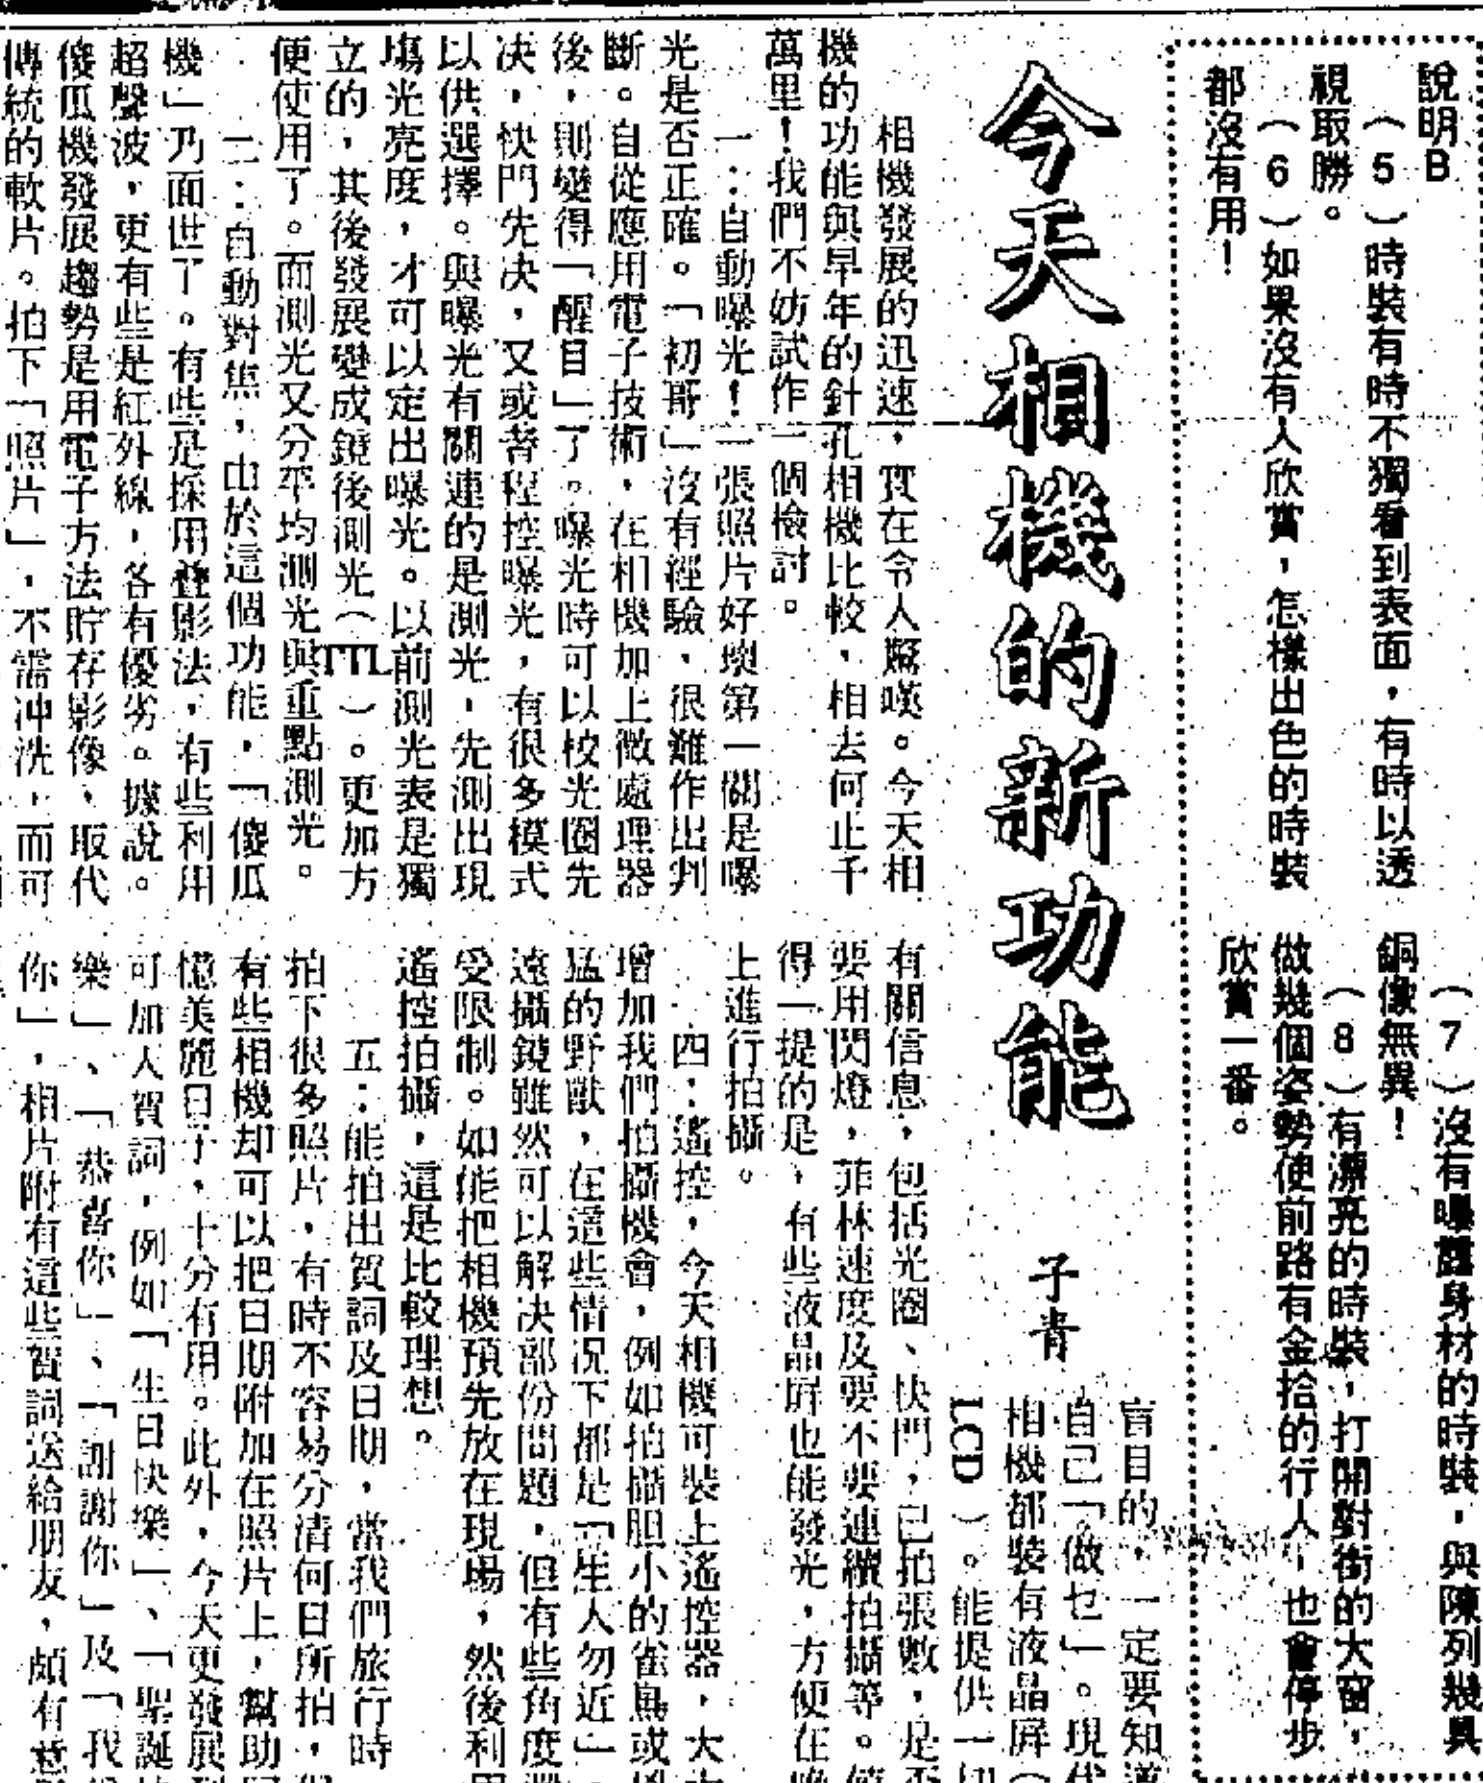 說明B
（5）時裝有時不獨看到表面，有時以透
視取勝。
（6）如果沒有人欣賞，怎樣出色的時裝
都沒有用！
（7）沒有曝露身材的時裝，與陳列幾具
銅像無異！
（8）有漂亮的時裝，打開對街的大窗，
做幾個姿勢使前路有金拾的行人，也會停步
欣賞一番。
今天相機的新功能
子青
相機發展的迅速，實在令人驚嘆。今天相
機的功能與早年的針孔相機比較，相去何止千
萬里！我們不妨試作一個檢討。
一：自動曝光！一張照片好壞第一關是曝
光是否正確。「初哥」沒有經驗，很難作出判
斷。自從應用電子技術，在相機加上微處理器
後，則變得「醒目」了。曝光時可以校光圈先
決，快門先決，又或者程控曝光，有很多模式
以供選擇。與曝光有關連的是測光，先測出現
場光亮度，才可以定出曝光。以前測光表是獨
立的，其後發展變成鏡後測光（TTL）。更加方
便使用了。而測光又分平均測光與重點測光。
二：自動對焦，由於這個功能，「傻瓜
機」乃面世了。有些是採用叠影法，有些利用
超聲波，更有些是紅外線，各有優劣。據說。
傻瓜機發展趨勢是用電子方法貯存影像，取代
傳統的軟片。拍下「照片」，不需冲洗，而可
盲目的，一定要知道
自己「做乜」。現代
相機都裝有液晶屏（
LCD）。能提供一切
有關信息，包括光圈、快門，已拍張數，是否
要用閃燈，菲林速度及要不要連續拍攝等。值
得一提的是，有些液晶屏也能發光，方便在晚
上進行拍攝。
四：遙控，今天相機可裝上遙控器，大大
增加我們拍攝機會，例如拍攝胆小的雀鳥或
猛的野獸，在這些情况下都是「生人勿近」，
遠攝鏡雖然可以解决部份問題，但有些角度
受限制。如能把相機預先放在現場，然後利用
遙控拍攝，這是比較理想。
五：能拍出賀詞及日期，當我們旅行時
拍下很多照片，有時不容易分清何日所拍，
有些相機却可以把日期附加在照片上，幫助
憶美麗日子，十分有用。此外，今天更發展
可加入賀詞，例如「生日快樂」、「聖誕
樂」、「恭喜你」、「謝謝你」及「我
你」，相片附有這些賀詞送給朋友，頗有意